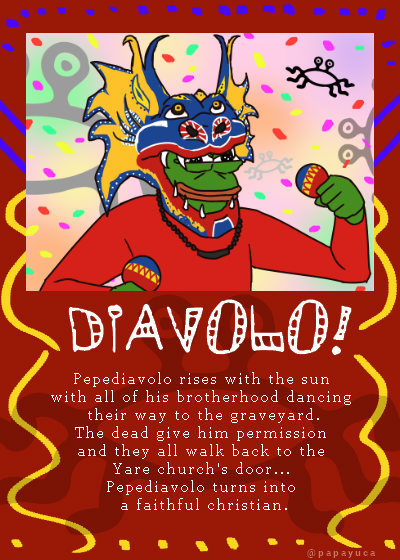 DiAVOLO!
Pepediavolo rises with the sun
with all of his brotherhood dancing
their way to the graveyard.
The dead give him permission
and they all walk back to the
Yare church's door...
Pepediavolo turns into
a faithful christian.
@papayuca